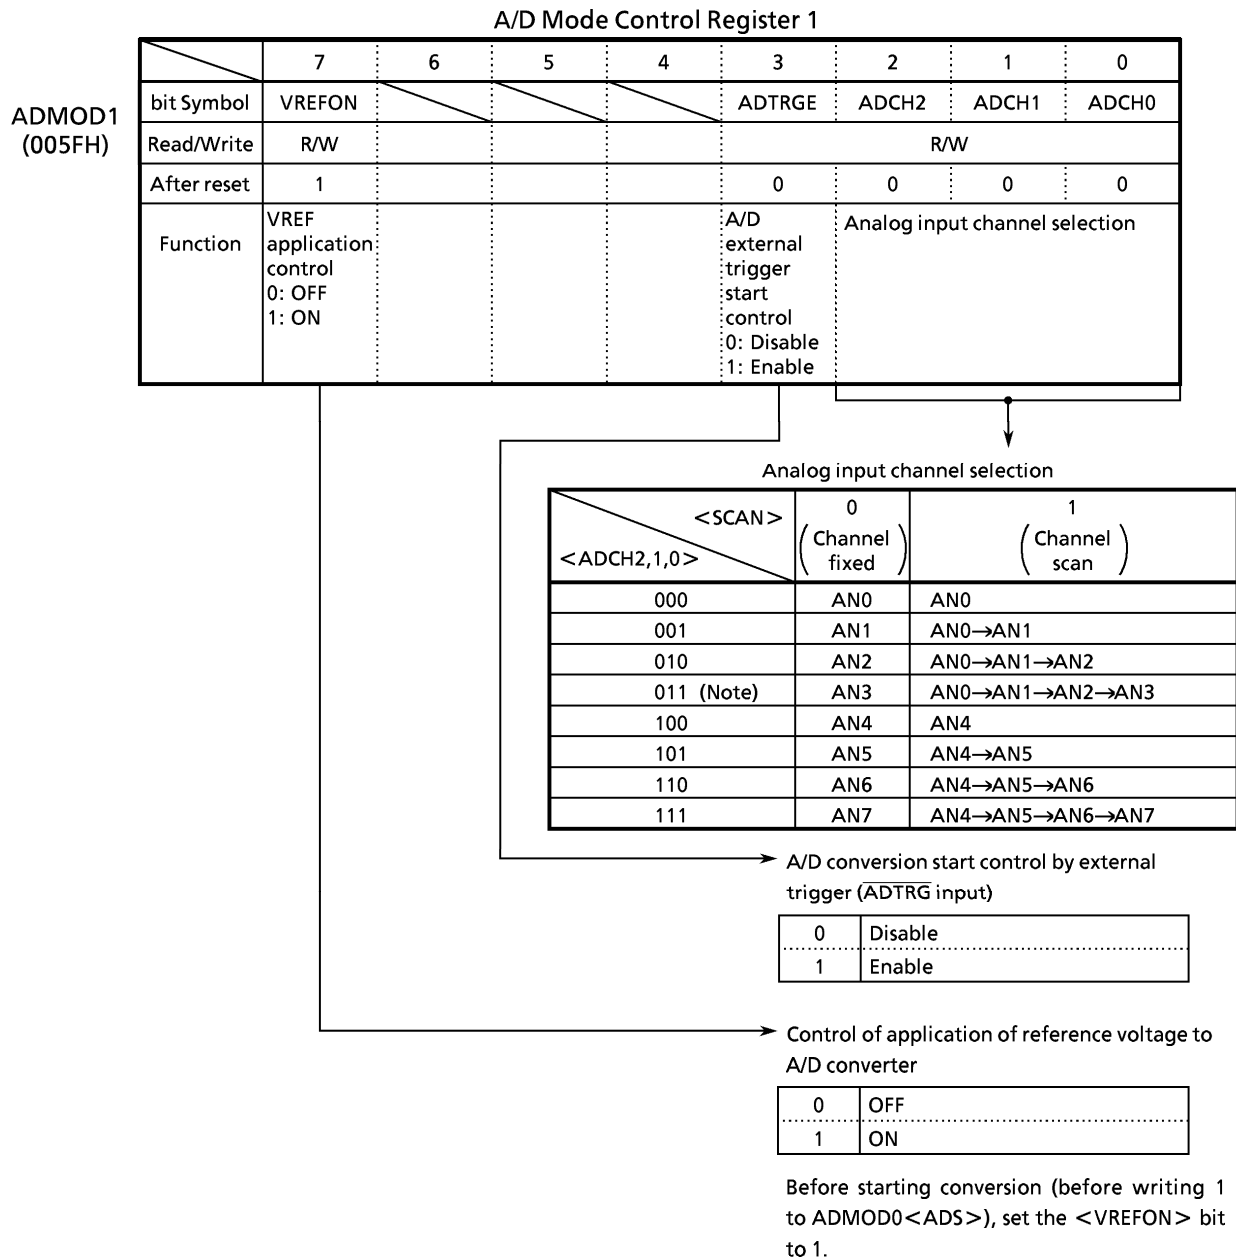 A/D Mode Control Register 1
7 6 5 4 3 2 1 0
ADMOD1
(005FH)
bit Symbol VREFON ADTRGE ADCH2 ADCH1 ADCH0
Read/Write R/W R/W
After reset 1 0 0 0 0
Function
VREF
application
control
0: OFF
1: ON
A/D
external
trigger
start
control
0: Disable
1: Enable
Analog input channel selection
Analog input channel selection
<SCAN>
<ADCH2,1,0>
0
(Channel
fixed)
1
(Channel
scan)
000 AN0 AN0
001 AN1 AN0→AN1
010 AN2 AN0→AN1→AN2
011 (Note) AN3 AN0→AN1→AN2→AN3
100 AN4 AN4
101 AN5 AN4→AN5
110 AN6 AN4→AN5→AN6
111 AN7 AN4→AN5→AN6→AN7
A/D conversion start control by external
trigger (A̅D̅T̅R̅G̅ input)
0 Disable
1 Enable
Control of application of reference voltage to
A/D converter
0 OFF
1 ON
Before starting conversion (before writing 1
to ADMOD0<ADS>), set the <VREFON> bit
to 1.